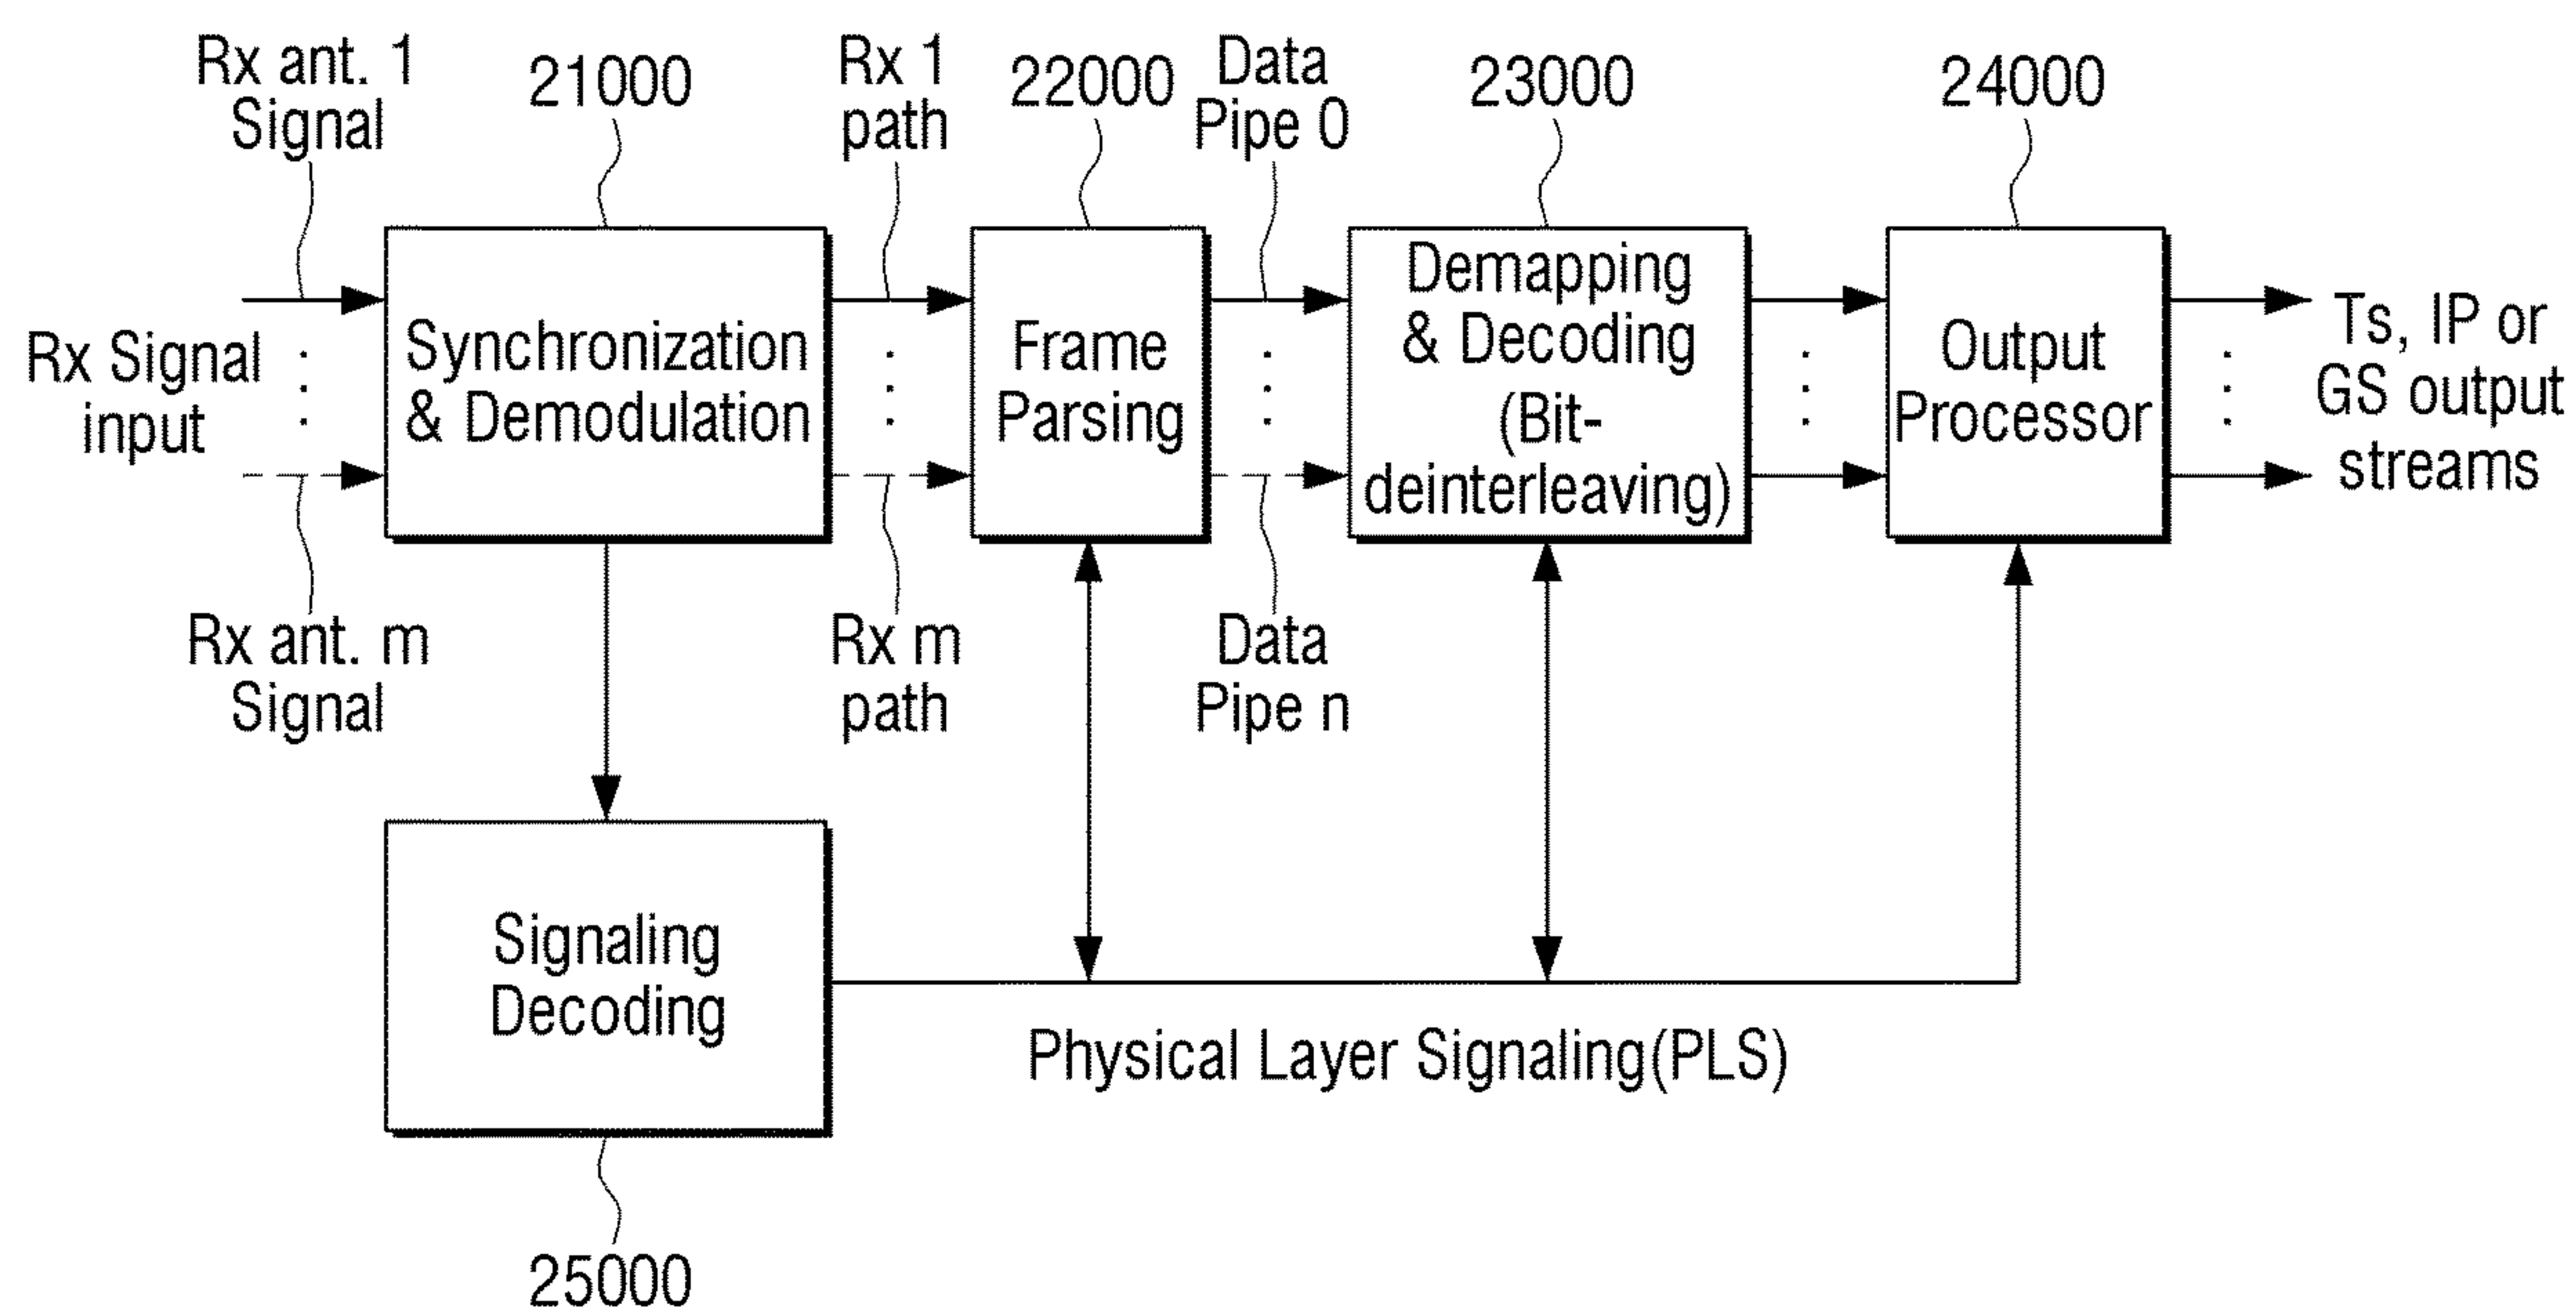 Rx ant. 1
Signal
21000
Rx 1
path
22000
Data
Pipe 0
23000
24000
Rx Signal
input
Synchronization
& Demodulation
Frame
Parsing
Demapping
& Decoding
(Bit-
deinterleaving)
Output
Processor
Ts, IP or
GS output
streams
Rx ant. m
Signal
Rx m
path
Data
Pipe n
Signaling
Decoding
Physical Layer Signaling(PLS)
25000